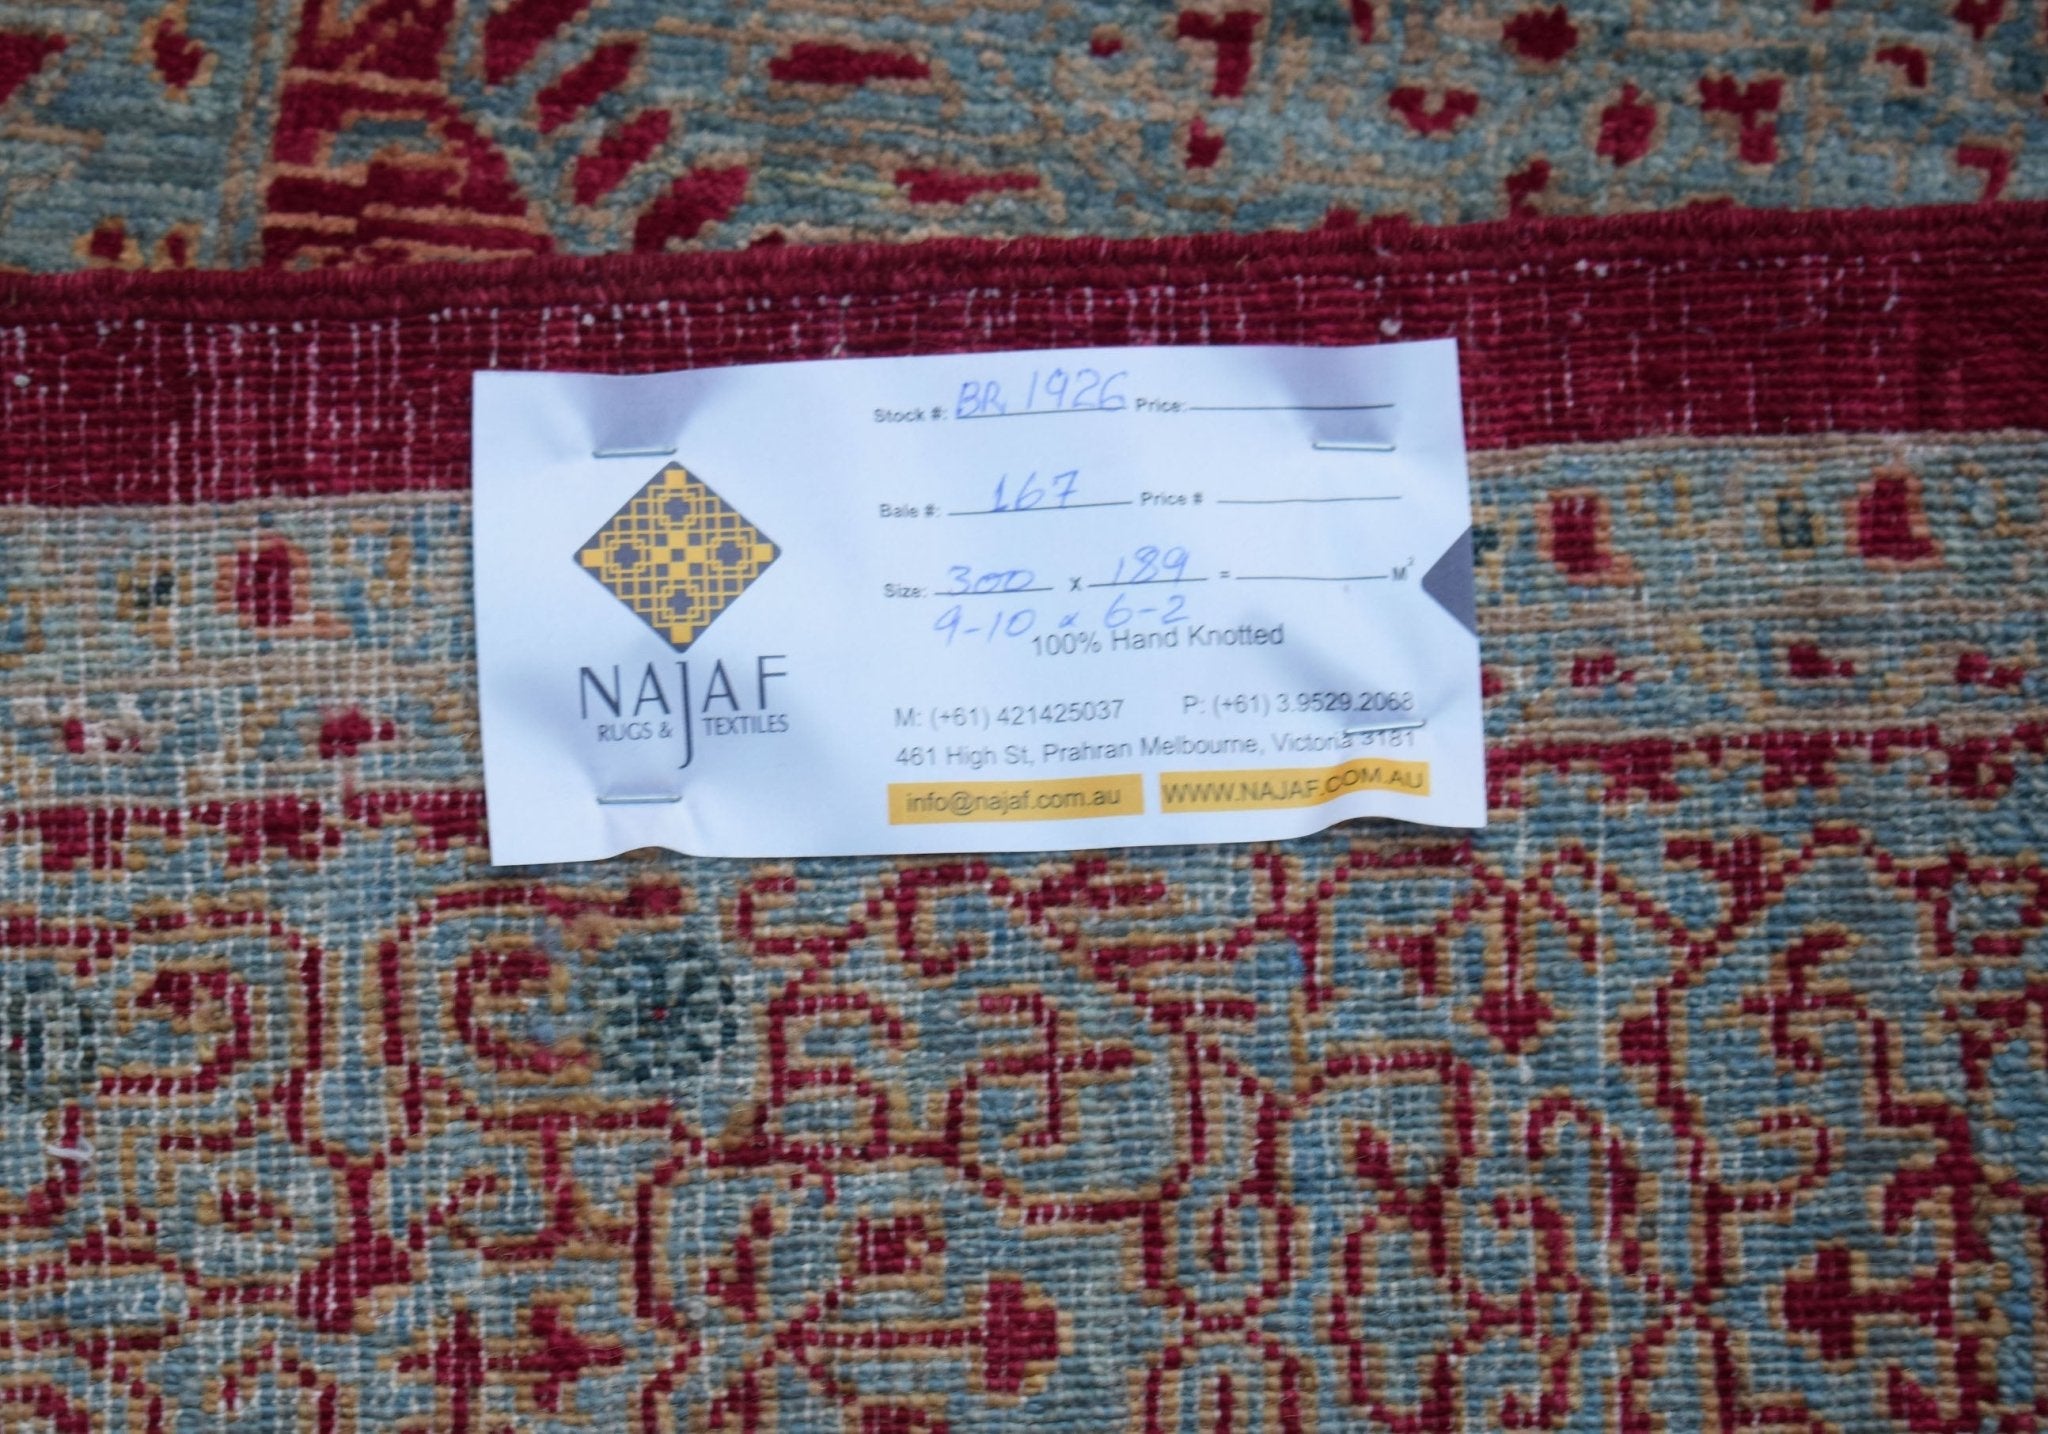 NAJAF
RUGS & TEXTILES
Stock #: BR 1926 Price:
Bale #: 167 Price #
Size: 300 x 189 = M²
9-10 x 6-2
100% Hand Knotted
M: (+61) 421425037 P: (+61) 3.9529.2068
461 High St, Prahran Melbourne, Victoria 3181
info@najaf.com.au WWW.NAJAF.COM.AU